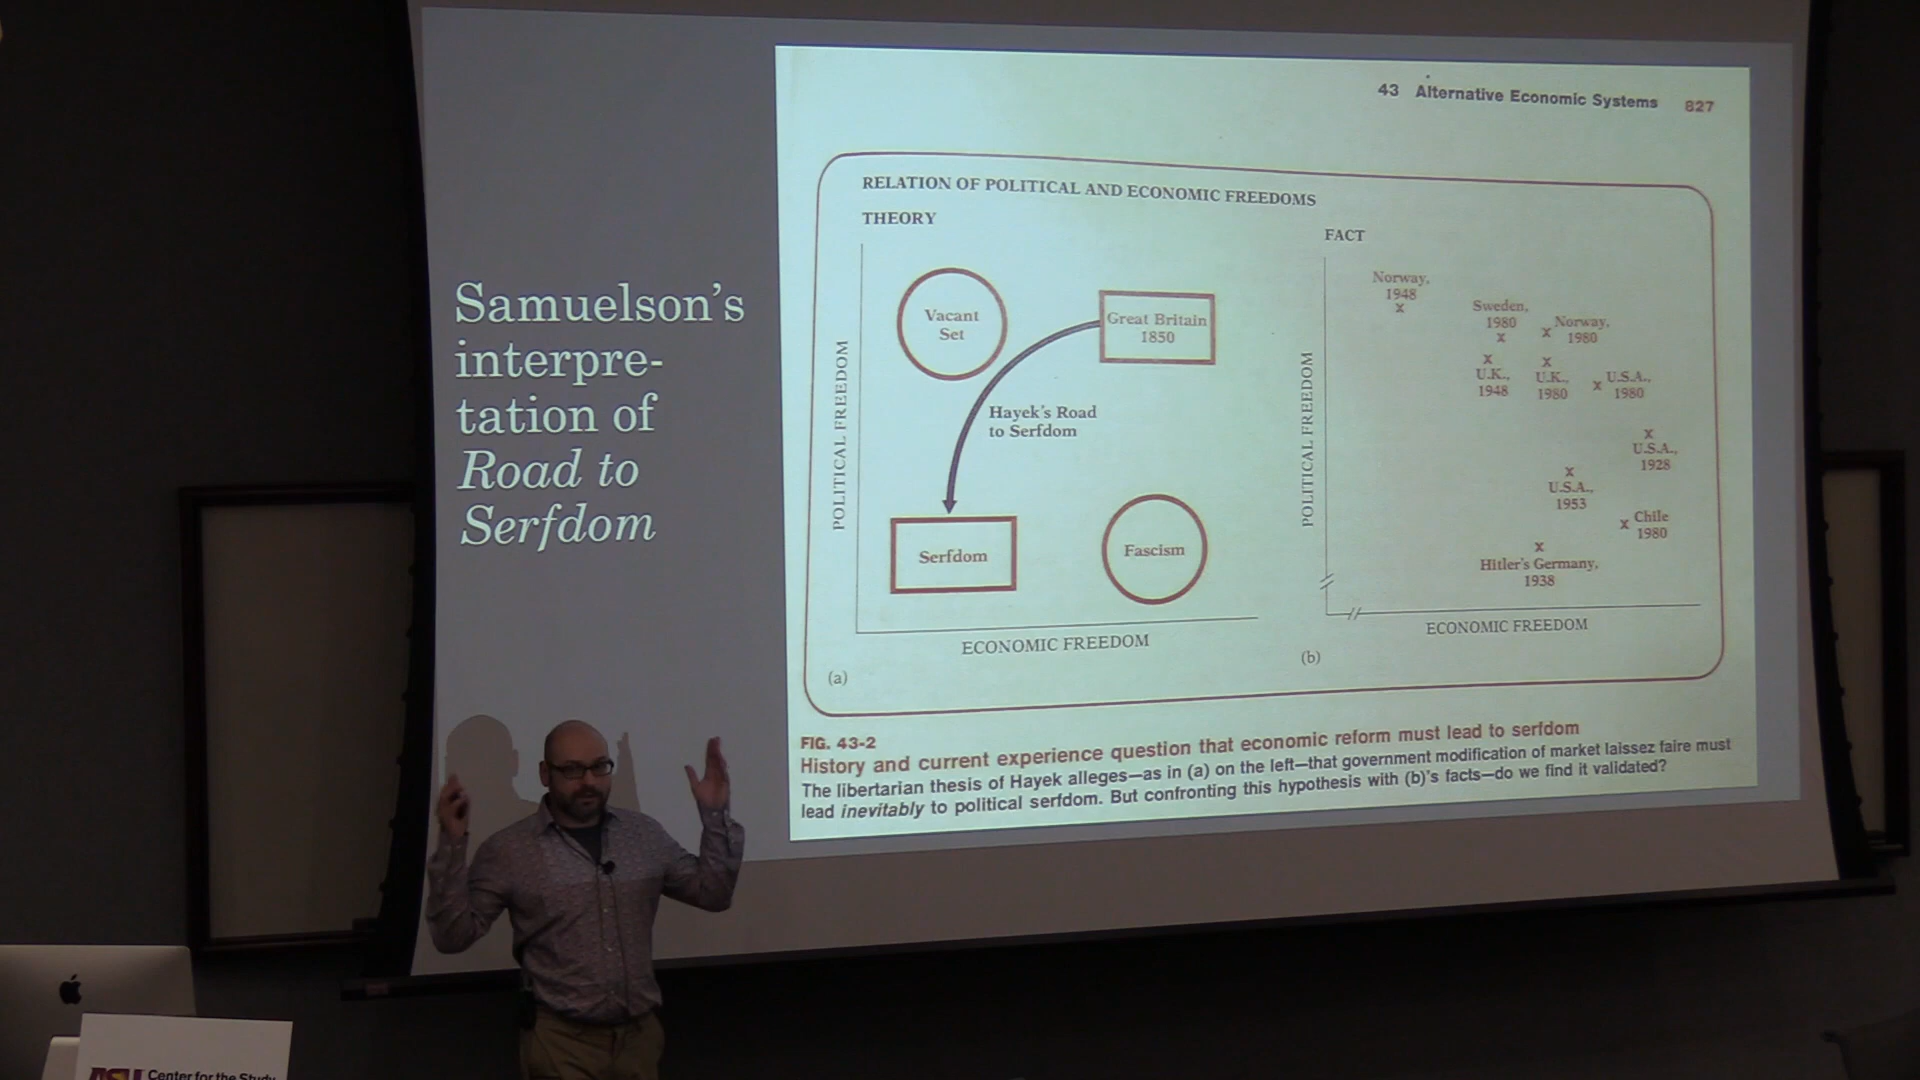 Samuelson's
interpre-
tation of
Road to
Serfdom
43 Alternative Economic Systems 827
RELATION OF POLITICAL AND ECONOMIC FREEDOMS
THEORY
POLITICAL FREEDOM
Vacant
Set
Great Britain
1850
Hayek's Road
to Serfdom
Serfdom
Fascism
ECONOMIC FREEDOM
(a)
FACT
POLITICAL FREEDOM
Norway,
1948
x
Sweden,
1980
x
x Norway,
1980
x
U.K.,
1948
x
U.K.,
1980
x U.S.A.,
1980
x
U.S.A.,
1928
x
U.S.A.,
1953
x Chile
1980
x
Hitler's Germany,
1938
ECONOMIC FREEDOM
(b)
FIG. 43-2
History and current experience question that economic reform must lead to serfdom
The libertarian thesis of Hayek alleges—as in (a) on the left—that government modification of market laissez faire must
lead inevitably to political serfdom. But confronting this hypothesis with (b)'s facts—do we find it validated?
ASU Center for the Study